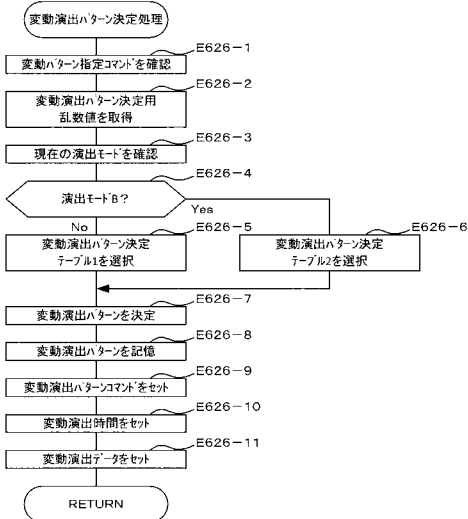 変動演出パターン決定処理
E626-1
変動パターン指定コマンドを確認
E626-2
変動演出パターン決定用
乱数値を取得
E626-3
現在の演出モードを確認
E626-4
演出モードB?
Yes
No
E626-5
変動演出パターン決定
テーブル1を選択
E626-6
変動演出パターン決定
テーブル2を選択
E626-7
変動演出パターンを決定
E626-8
変動演出パターンを記憶
E626-9
変動演出パターンコマンドをセット
E626-10
変動演出時間をセット
E626-11
変動演出データをセット
RETURN